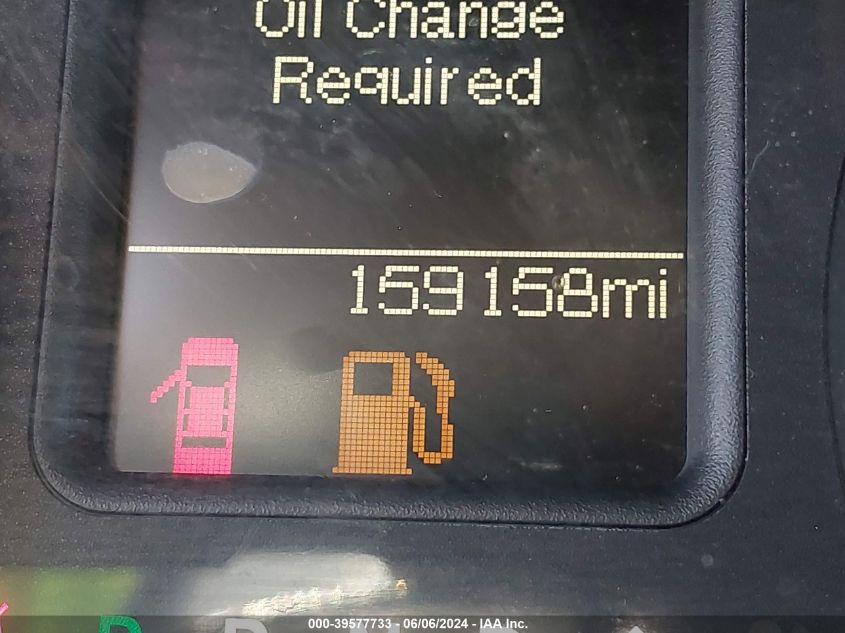 Oil Change
Required
159158mi
000-39577733 - 06/06/2024 - IAA Inc.